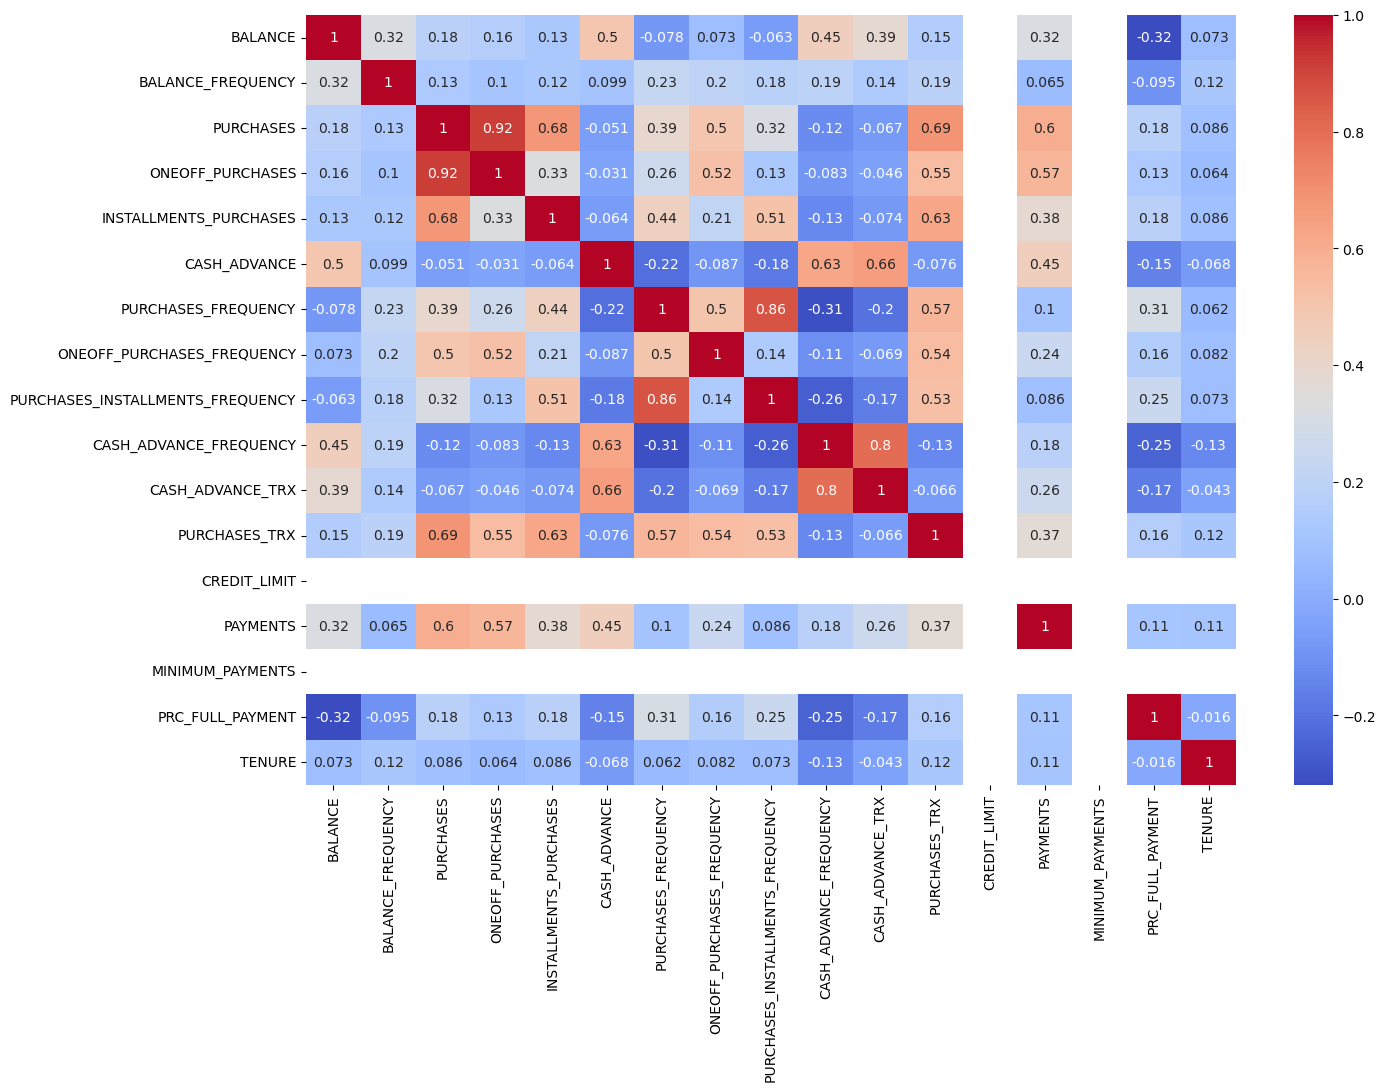 BALANCE 1 0.32 0.18 0.16 0.13 0.5 -0.078 0.073 -0.063 0.45 0.39 0.15 0.32 -0.32 0.073
BALANCE_FREQUENCY 0.32 1 0.13 0.1 0.12 0.099 0.23 0.2 0.18 0.19 0.14 0.19 0.065 -0.095 0.12
PURCHASES 0.18 0.13 1 0.92 0.68 -0.051 0.39 0.5 0.32 -0.12 -0.067 0.69 0.6 0.18 0.086
ONEOFF_PURCHASES 0.16 0.1 0.92 1 0.33 -0.031 0.26 0.52 0.13 -0.083 -0.046 0.55 0.57 0.13 0.064
INSTALLMENTS_PURCHASES 0.13 0.12 0.68 0.33 1 -0.064 0.44 0.21 0.51 -0.13 -0.074 0.63 0.38 0.18 0.086
CASH_ADVANCE 0.5 0.099 -0.051 -0.031 -0.064 1 -0.22 -0.087 -0.18 0.63 0.66 -0.076 0.45 -0.15 -0.068
PURCHASES_FREQUENCY -0.078 0.23 0.39 0.26 0.44 -0.22 1 0.5 0.86 -0.31 -0.2 0.57 0.1 0.31 0.062
ONEOFF_PURCHASES_FREQUENCY 0.073 0.2 0.5 0.52 0.21 -0.087 0.5 1 0.14 -0.11 -0.069 0.54 0.24 0.16 0.082
PURCHASES_INSTALLMENTS_FREQUENCY -0.063 0.18 0.32 0.13 0.51 -0.18 0.86 0.14 1 -0.26 -0.17 0.53 0.086 0.25 0.073
CASH_ADVANCE_FREQUENCY 0.45 0.19 -0.12 -0.083 -0.13 0.63 -0.31 -0.11 -0.26 1 0.8 -0.13 0.18 -0.25 -0.13
CASH_ADVANCE_TRX 0.39 0.14 -0.067 -0.046 -0.074 0.66 -0.2 -0.069 -0.17 0.8 1 -0.066 0.26 -0.17 -0.043
PURCHASES_TRX 0.15 0.19 0.69 0.55 0.63 -0.076 0.57 0.54 0.53 -0.13 -0.066 1 0.37 0.16 0.12
CREDIT_LIMIT
PAYMENTS 0.32 0.065 0.6 0.57 0.38 0.45 0.1 0.24 0.086 0.18 0.26 0.37 1 0.11 0.11
MINIMUM_PAYMENTS
PRC_FULL_PAYMENT -0.32 -0.095 0.18 0.13 0.18 -0.15 0.31 0.16 0.25 -0.25 -0.17 0.16 0.11 1 -0.016
TENURE 0.073 0.12 0.086 0.064 0.086 -0.068 0.062 0.082 0.073 -0.13 -0.043 0.12 0.11 -0.016 1
BALANCE
BALANCE_FREQUENCY
PURCHASES
ONEOFF_PURCHASES
INSTALLMENTS_PURCHASES
CASH_ADVANCE
PURCHASES_FREQUENCY
ONEOFF_PURCHASES_FREQUENCY
PURCHASES_INSTALLMENTS_FREQUENCY
CASH_ADVANCE_FREQUENCY
CASH_ADVANCE_TRX
PURCHASES_TRX
CREDIT_LIMIT
PAYMENTS
MINIMUM_PAYMENTS
PRC_FULL_PAYMENT
TENURE
1.0
0.8
0.6
0.4
0.2
0.0
−0.2